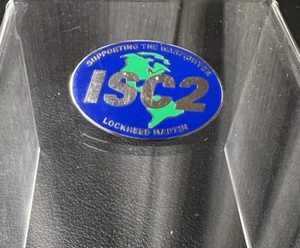 SUPPORTING THE WARFIGHTER
ISC2
LOCKHEED MARTIN